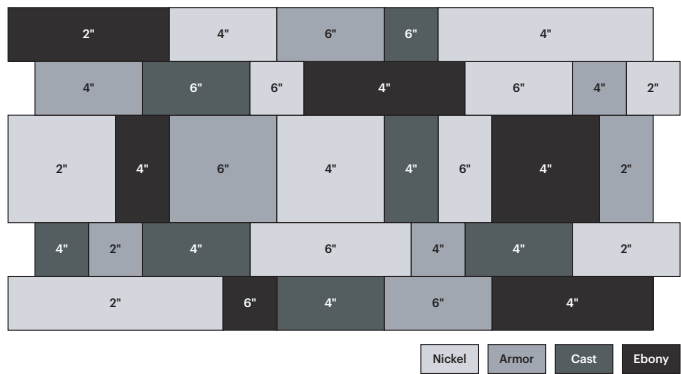 2" 4" 6" 6" 4"
4" 6" 6" 4" 6" 4" 2"
2" 4" 6" 4" 4" 6" 4" 2"
4" 2" 4" 6" 4" 4" 2"
2" 6" 4" 6" 4"
Nickel Armor Cast Ebony